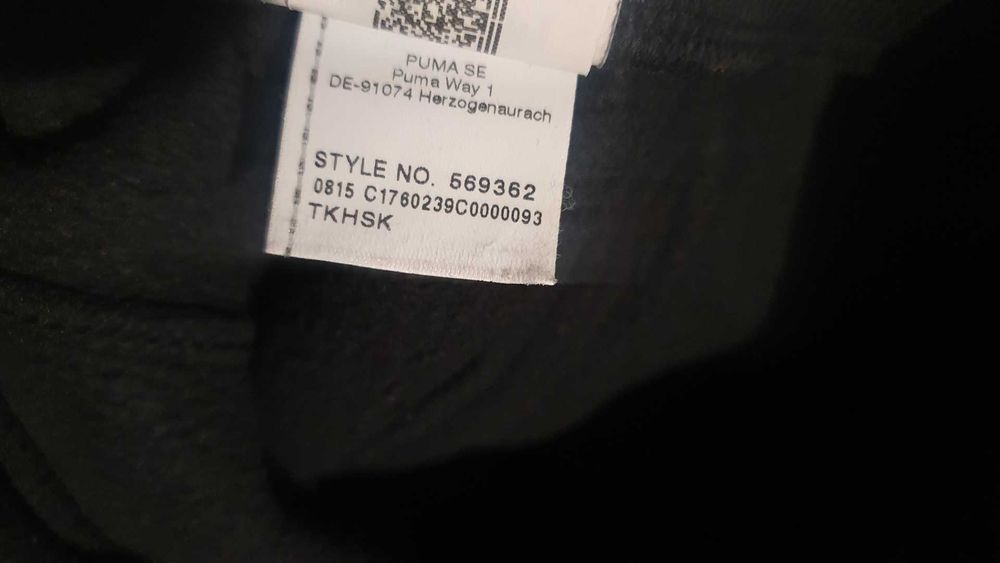 PUMA SE
Puma Way 1
DE-91074 Herzogenaurach
STYLE NO. 569362
0815 C1760239C0000093
TKHSK